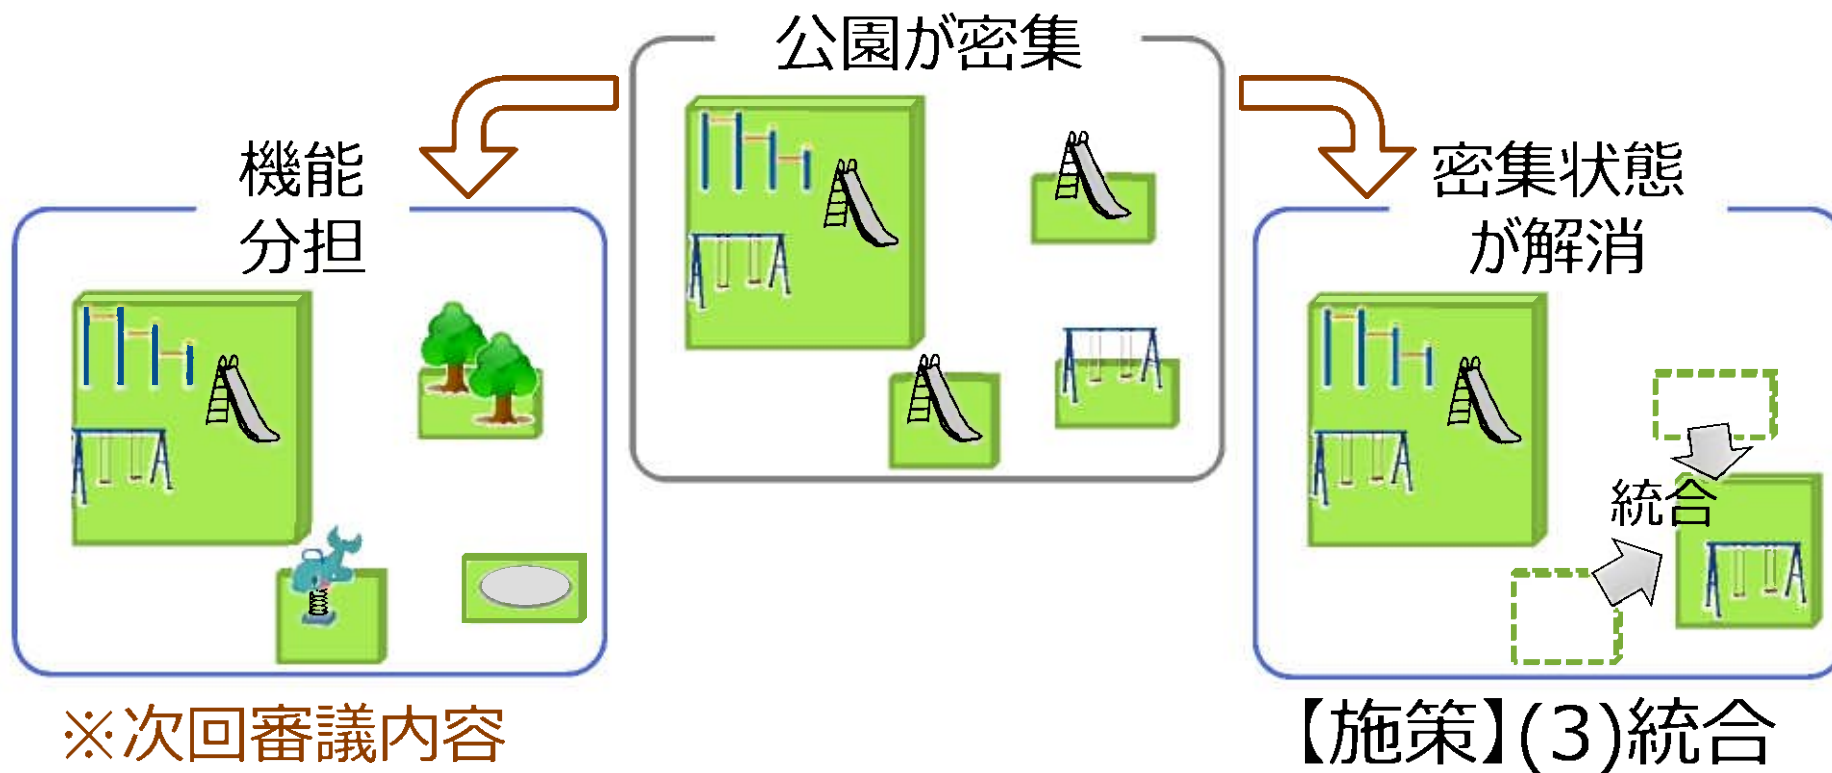 公園が密集
機能
分担
密集状態
が解消
統合
※次回審議内容
【施策】(3)統合